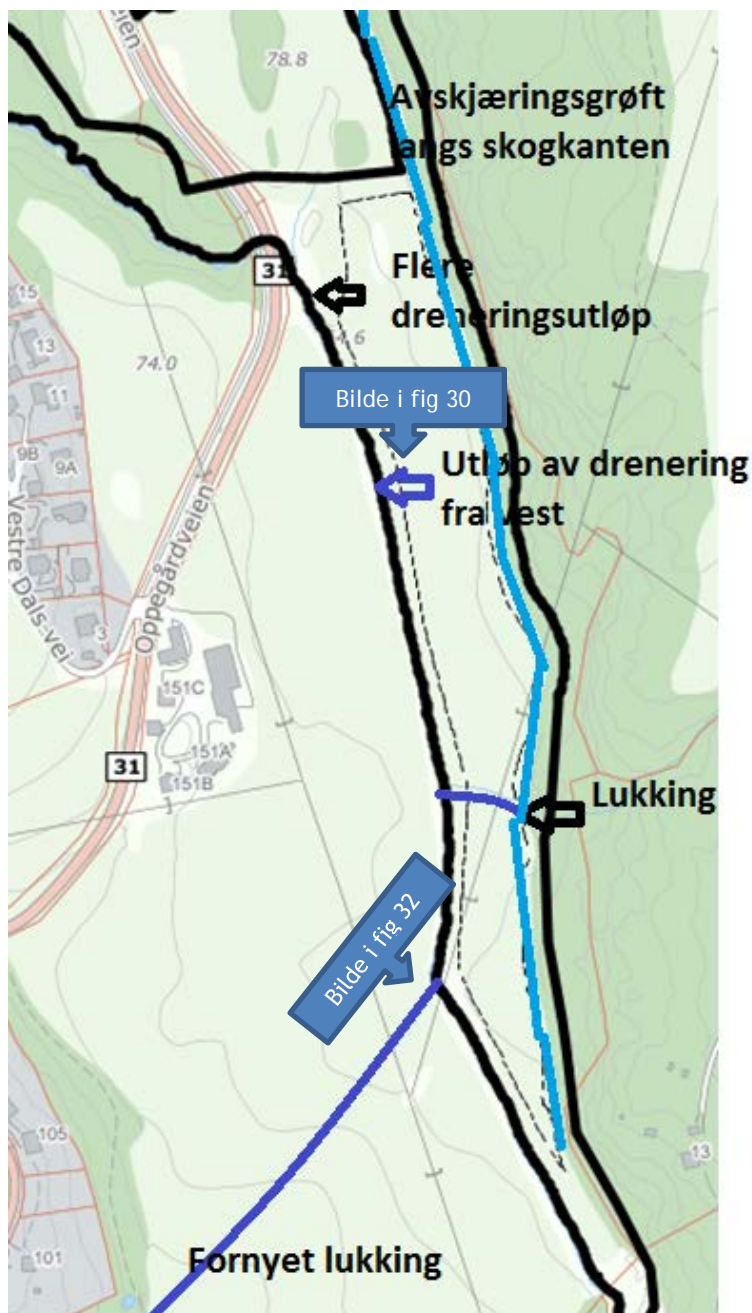 78.8
Avskjæringsgrøft
langs skogkanten
31
Flere
dreneringsutløp
15
13
74.0
11
Bilde i fig 30
9B
9A
Utløp av drenering
fra vest
Vestre Dals vei
Oppegårdveien
3
151C
151A
151B
31
Lukking
Bilde i fig 32
105
13
101
Fornyet lukking